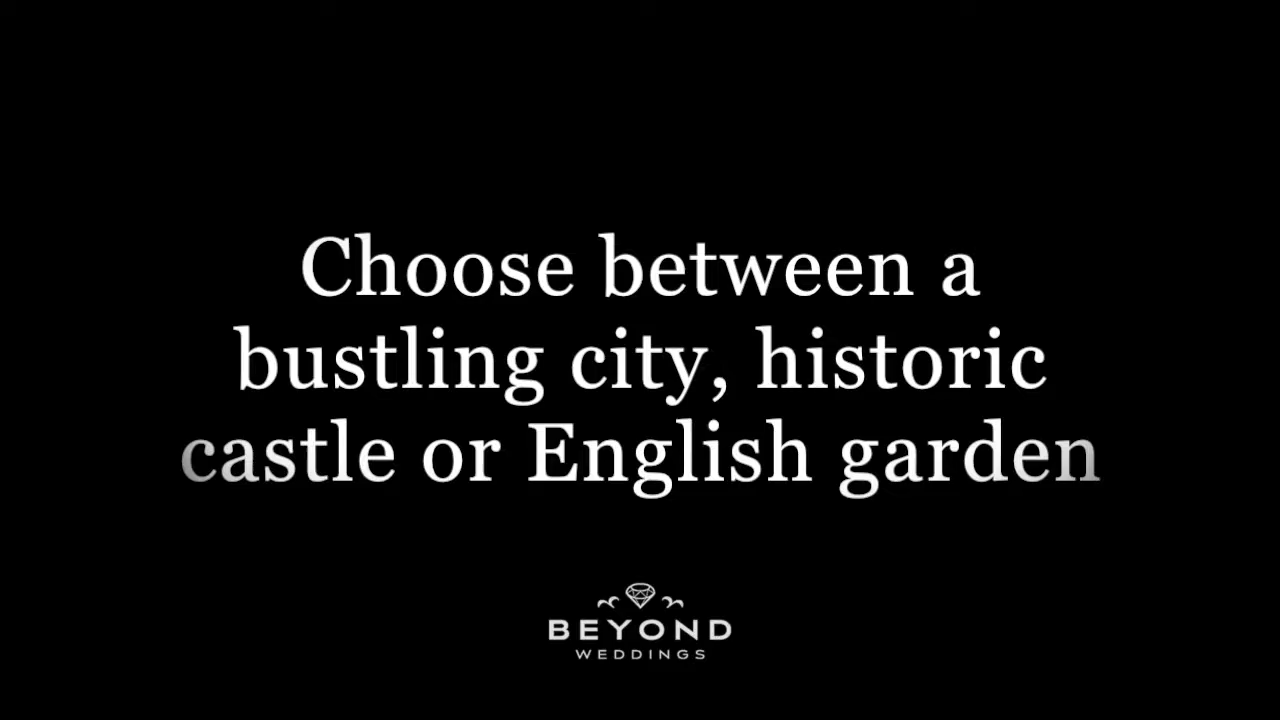 Choose between a
bustling city, historic
castle or English garden
BEYOND
WEDDINGS